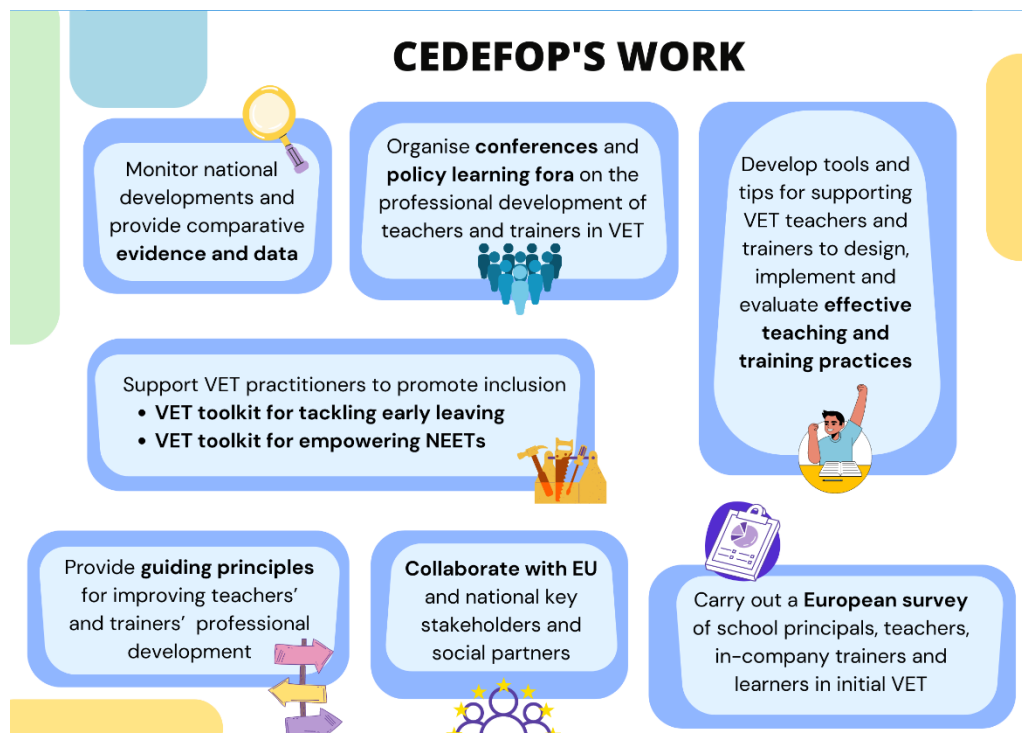 CEDEFOP'S WORK
Monitor national
developments and
provide comparative
evidence and data
Organise conferences and
policy learning fora on the
professional development of
teachers and trainers in VET
Develop tools and
tips for supporting
VET teachers and
trainers to design,
implement and
evaluate effective
teaching and
training practices
Support VET practitioners to promote inclusion
• VET toolkit for tackling early leaving
• VET toolkit for empowering NEETs
Provide guiding principles
for improving teachers’
and trainers’ professional
development
Collaborate with EU
and national key
stakeholders and
social partners
Carry out a European survey
of school principals, teachers,
in-company trainers and
learners in initial VET